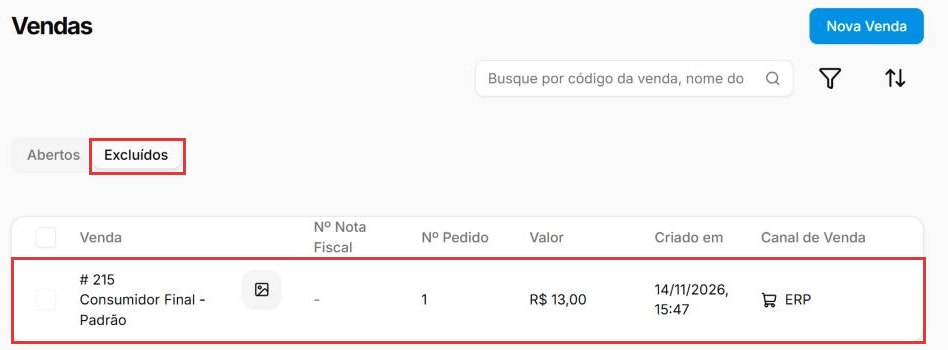 Vendas
Nova Venda
Busque por código da venda, nome do
Abertos
Excluídos
Venda
Nº Nota
Fiscal
Nº Pedido
Valor
Criado em
Canal de Venda
# 215
Consumidor Final -
Padrão
-
1
R$ 13,00
14/11/2026,
15:47
ERP